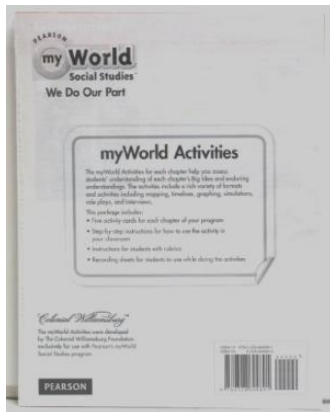 PEARSON
my World
Social Studies™
We Do Our Part
myWorld Activities
The myWorld Activities for each chapter help you assess
students' understanding of each chapter's Big Idea and enduring
understandings. The activities include a rich variety of formats
and activities including mapping, timelines, graphing, simulations,
role plays, and interviews.
This package includes:
• Five activity cards for each chapter of your program
• Step-by-step instructions for how to use the activity in
your classroom
• Instructions for students with rubrics
• Recording sheets for students to use while doing the activities
Colonial Williamsburg
The myWorld Activities were developed
by The Colonial Williamsburg Foundation
exclusively for use with Pearson's myWorld
Social Studies program
PEARSON